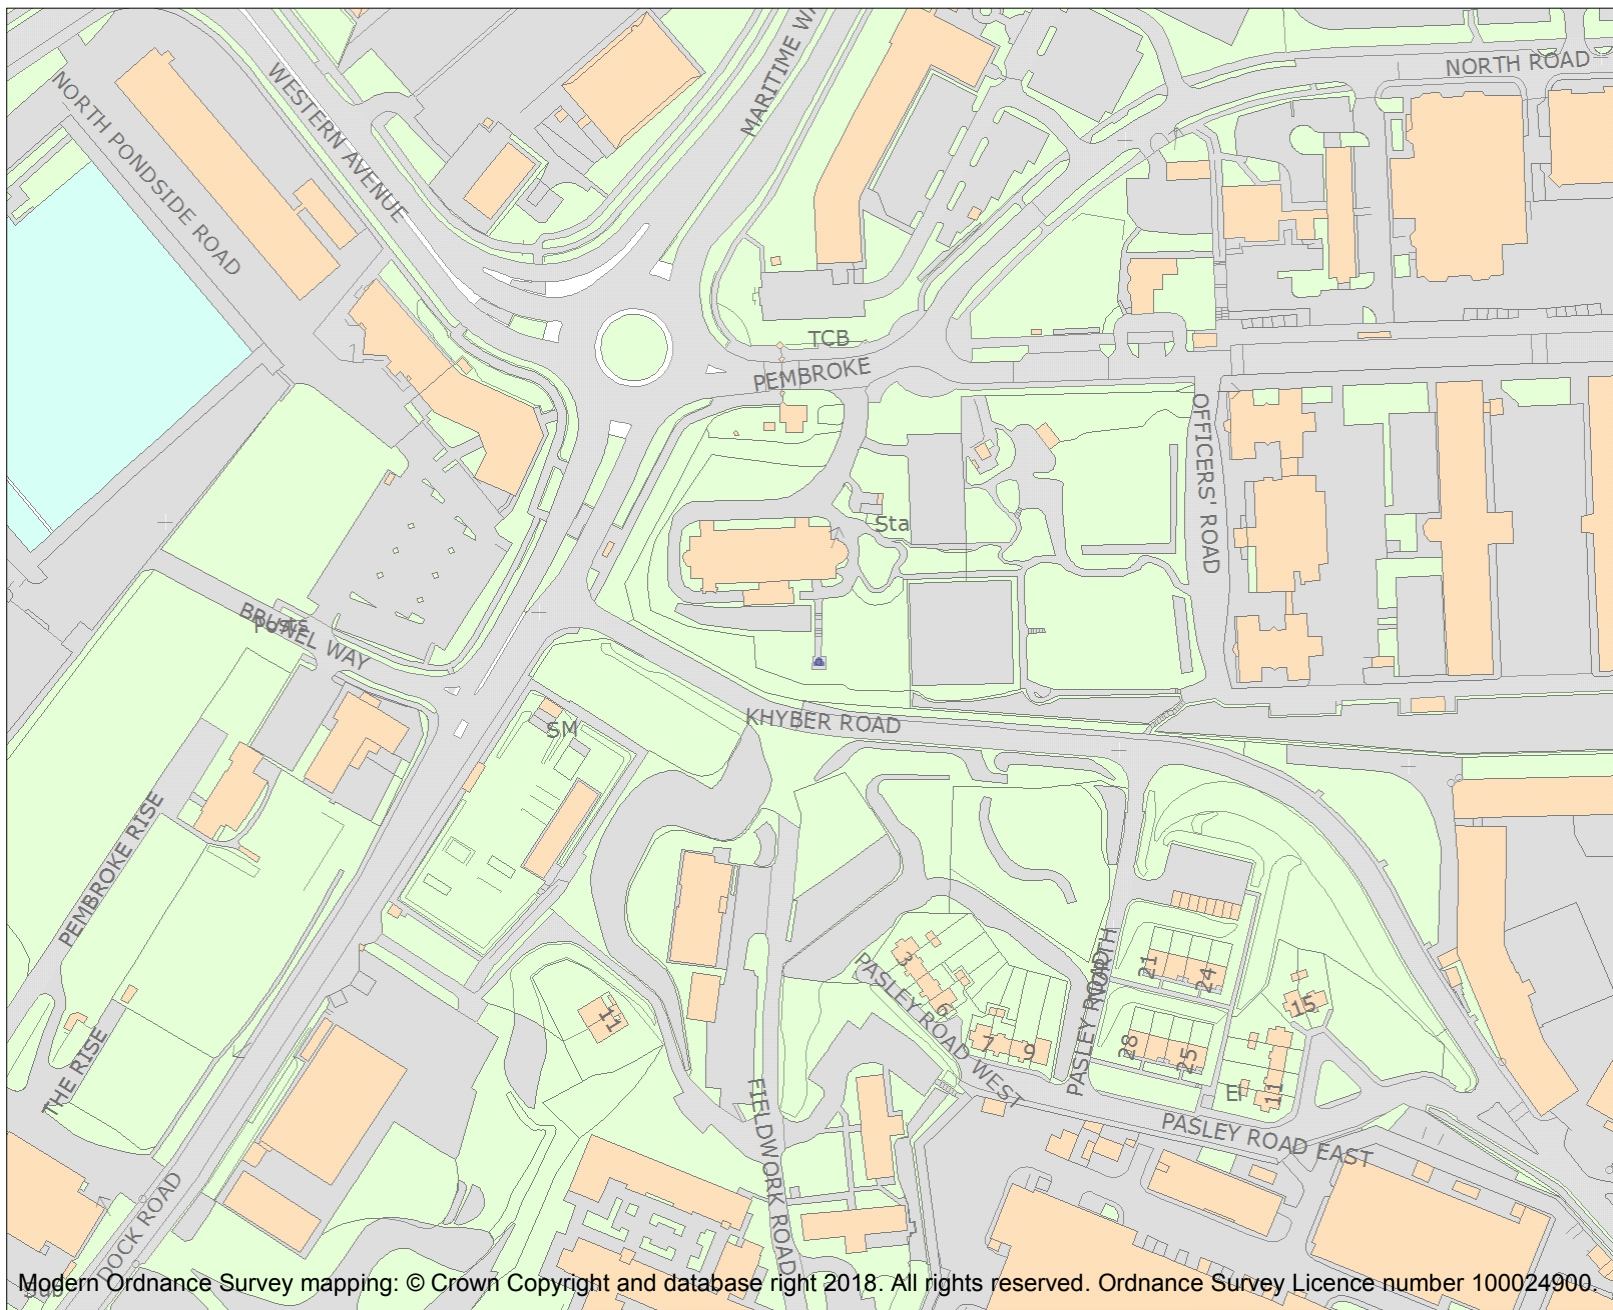 NORTH ROAD
MARITIME WA
WESTERN AVENUE
NORTH PONDSIDE ROAD
TCB
PEMBROKE
OFFICERS' ROAD
Sta
BRUNEL WAY
KHYBER ROAD
SM
PEMBROKE RISE
PASLEY ROAD NORTH
3
6
7
9
PASLEY ROAD WEST
21
24
28
25
15
11
El
11
THE RISE
FIELDWORK ROAD
PASLEY ROAD EAST
DOCK ROAD
Modern Ordnance Survey mapping: © Crown Copyright and database right 2018. All rights reserved. Ordnance Survey Licence number 100024900.